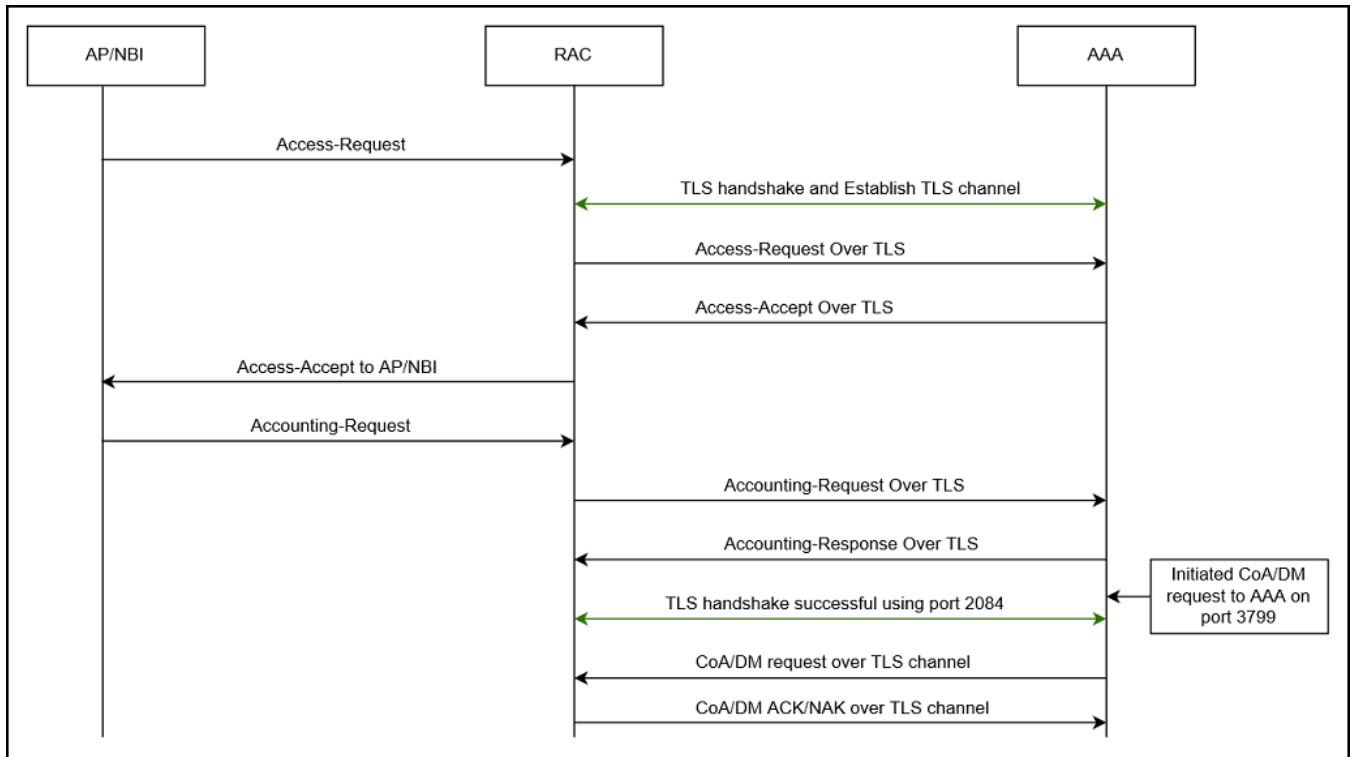 AP/NBI
RAC
AAA
Access-Request
TLS handshake and Establish TLS channel
Access-Request Over TLS
Access-Accept Over TLS
Access-Accept to AP/NBI
Accounting-Request
Accounting-Request Over TLS
Accounting-Response Over TLS
Initiated CoA/DM
request to AAA on
port 3799
TLS handshake successful using port 2084
CoA/DM request over TLS channel
CoA/DM ACK/NAK over TLS channel